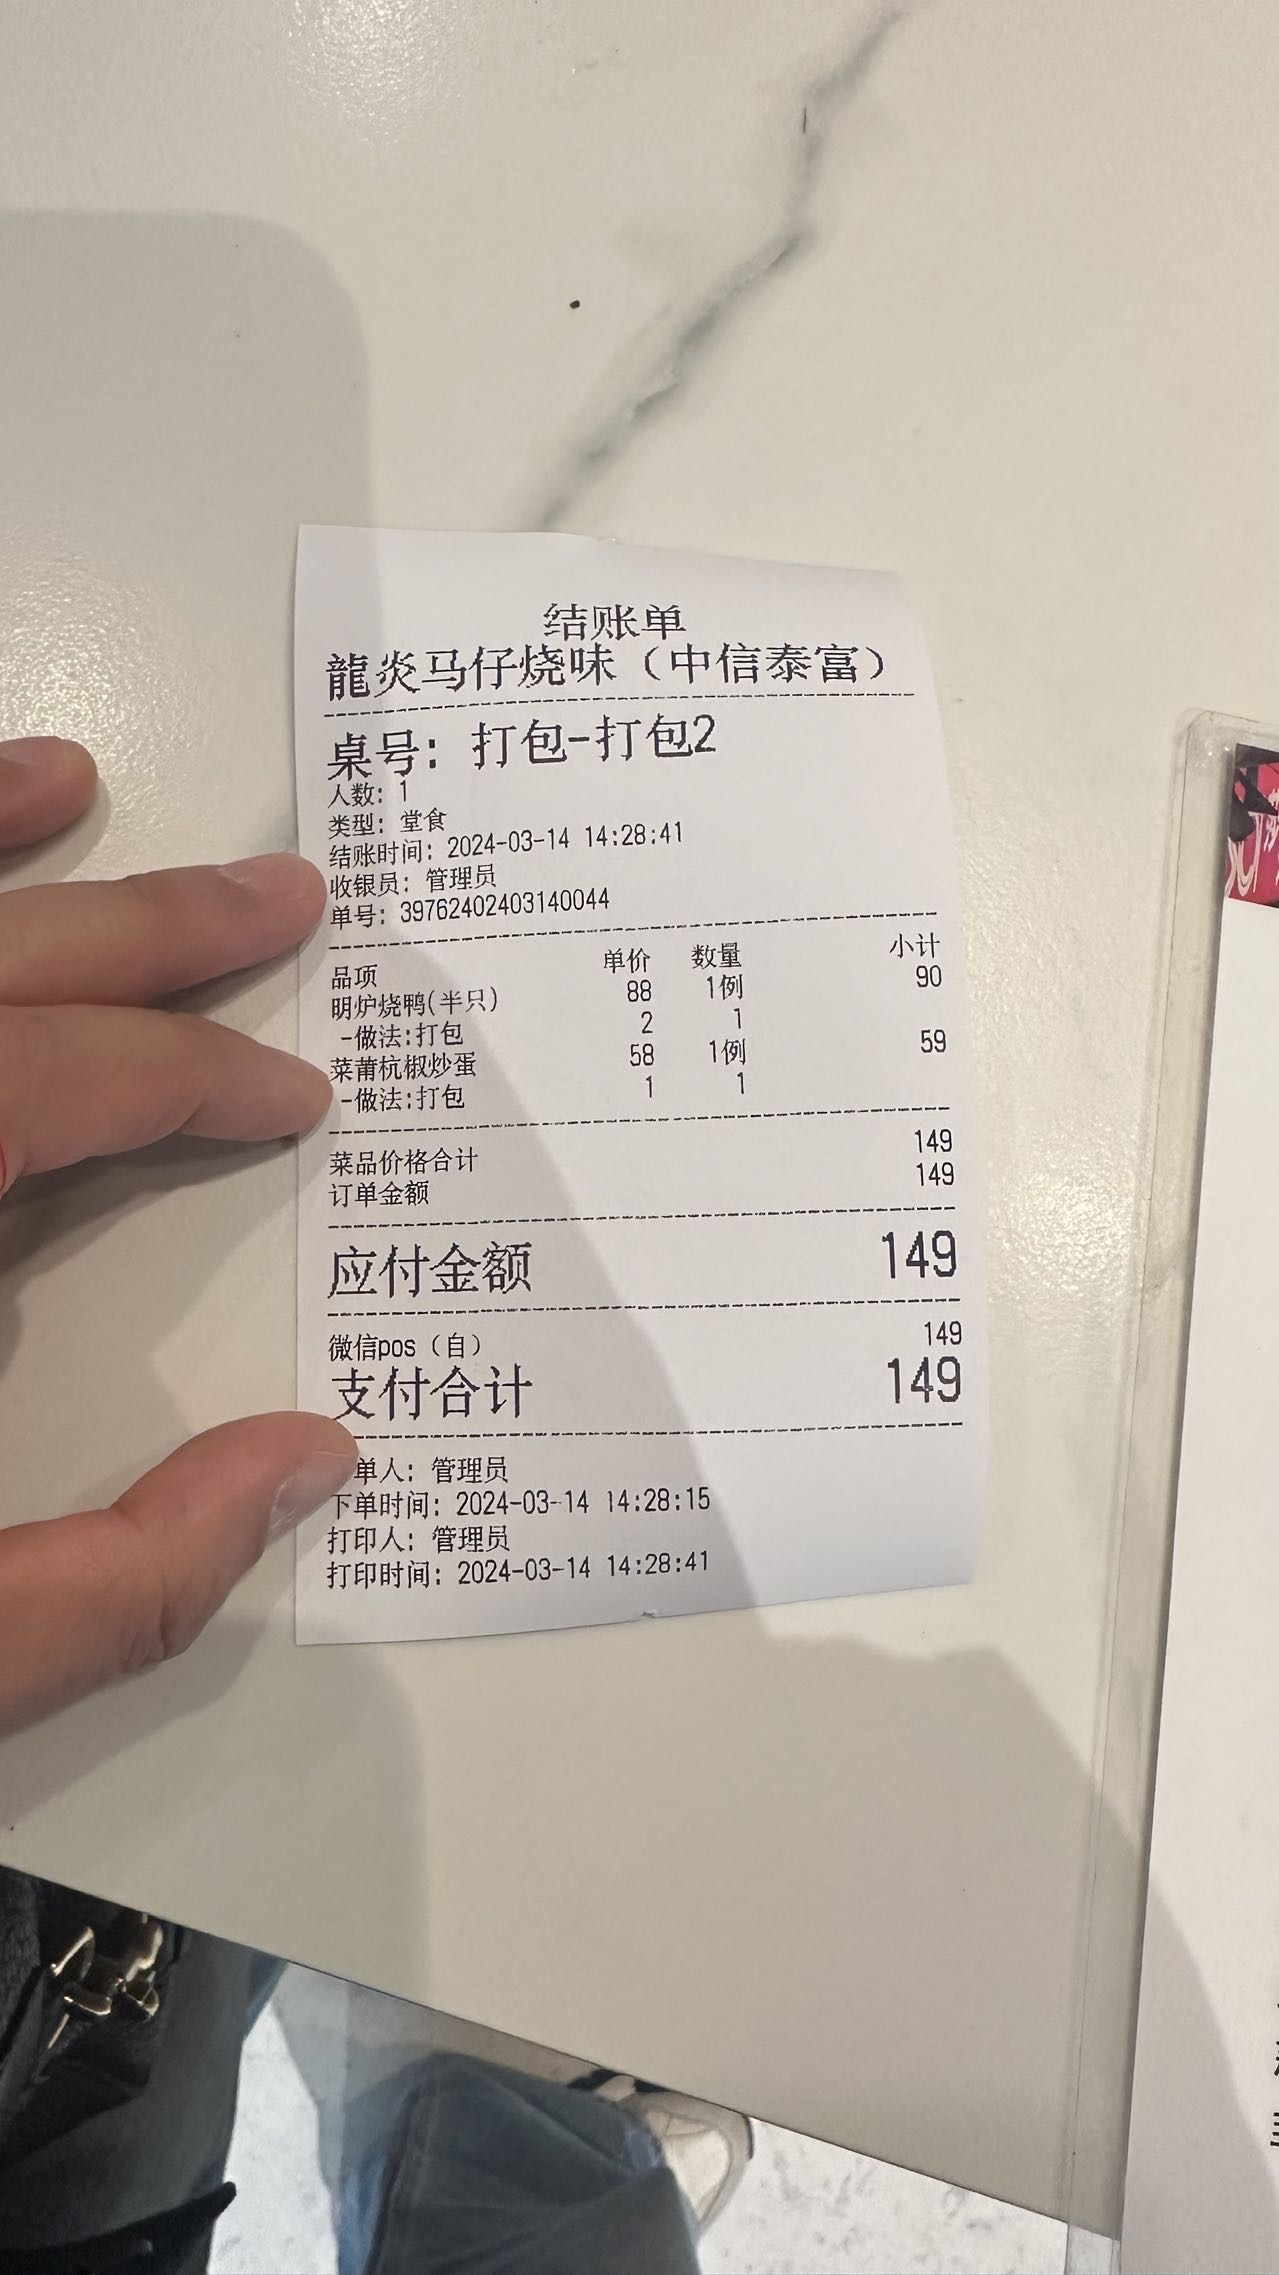 结账单
龍炎马仔烧味（中信泰富）
桌号: 打包-打包2
人数: 1
类型: 堂食
结账时间: 2024-03-14 14:28:41
收银员: 管理员
单号: 39762402403140044
品项 单价 数量 小计
明炉烧鸭(半只) 88 1例 90
-做法:打包 2 1
菜莆杭椒炒蛋 58 1例 59
-做法:打包 1 1
菜品价格合计 149
订单金额 149
应付金额 149
微信pos（自） 149
支付合计 149
单人: 管理员
下单时间: 2024-03-14 14:28:15
打印人: 管理员
打印时间: 2024-03-14 14:28:41